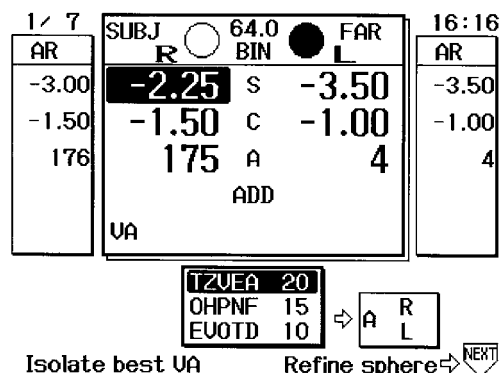 1/ 7 SUBJ 64.0 FAR 16:16
AR R BIN L AR
-3.00 -2.25 S -3.50 -3.50
-1.50 -1.50 C -1.00 -1.00
176 175 A 4 4
ADD
VA
TZVEA 20
OHPNF 15 ⇨ A R
EVOTD 10 L
Isolate best VA Refine sphere⇨ NEXT